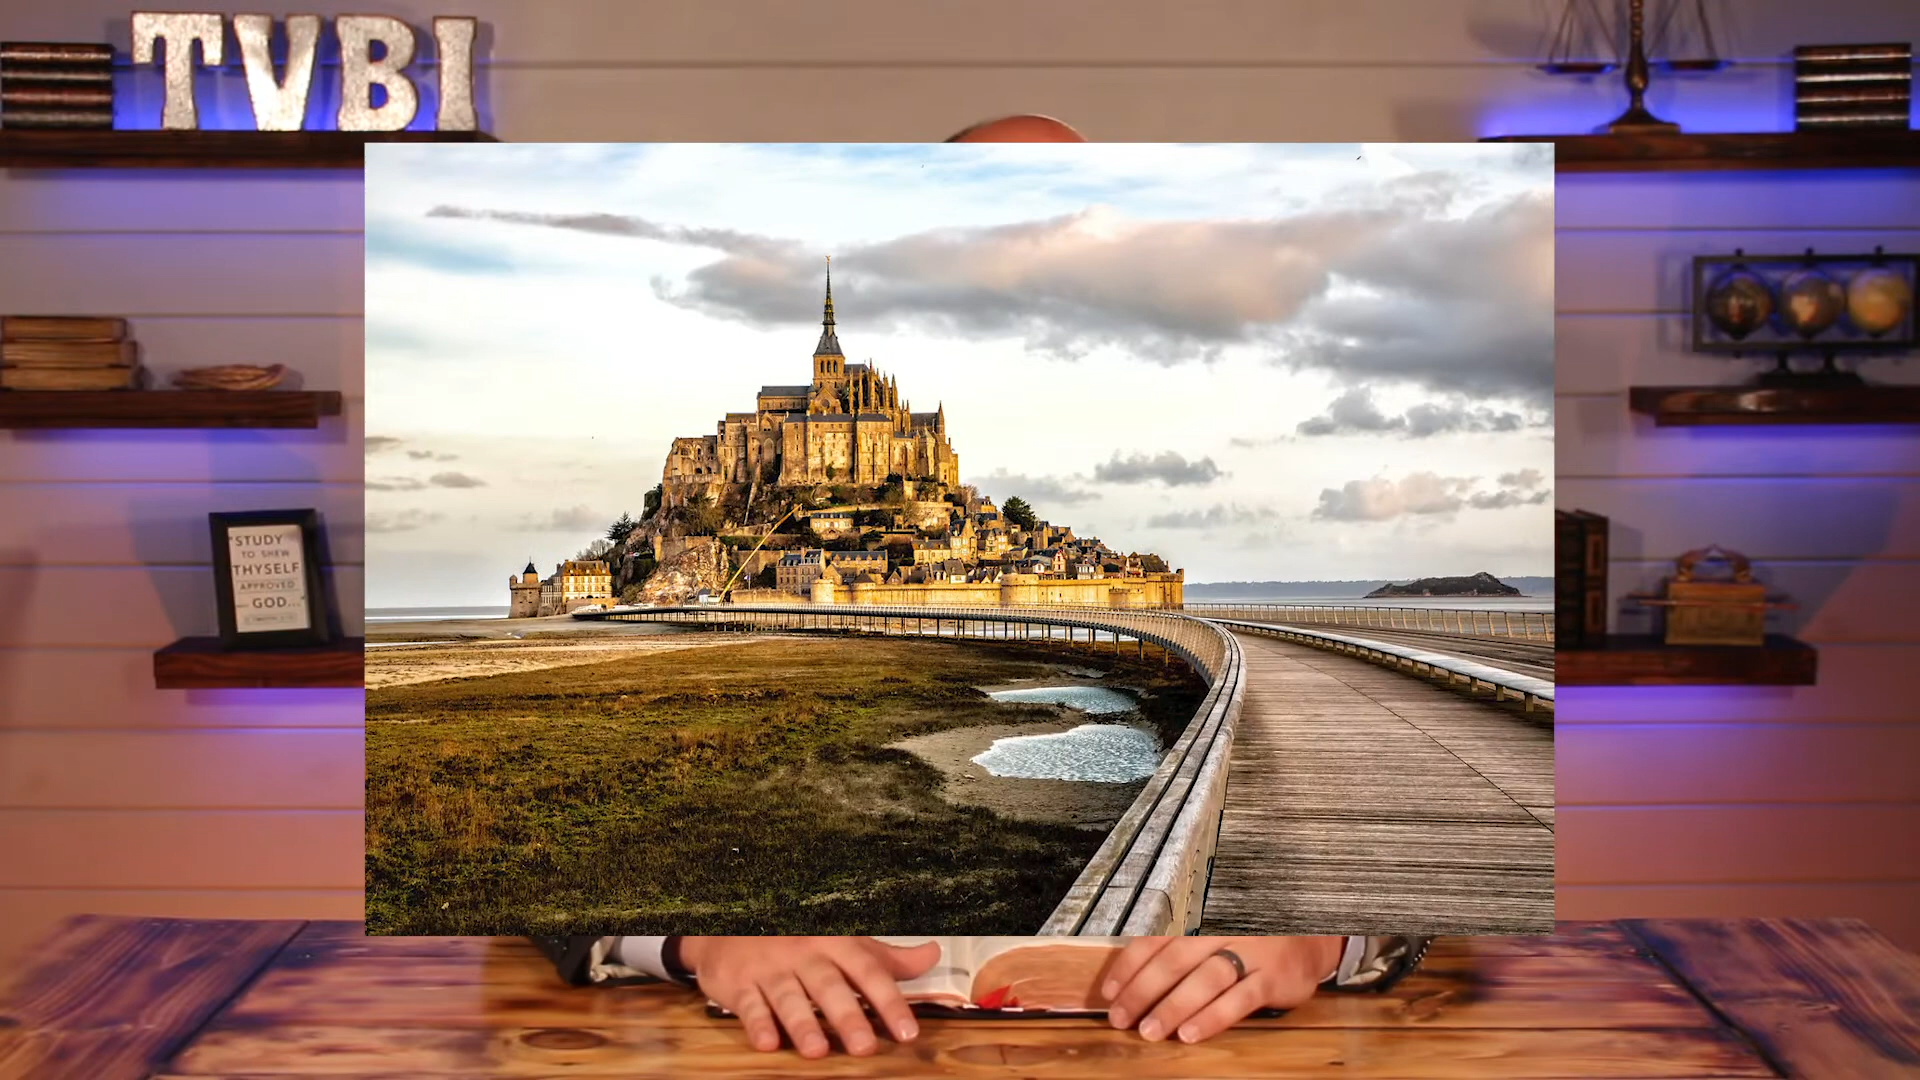 TVBI
"STUDY
TO SHEW
THYSELF
APPROVED
GOD...